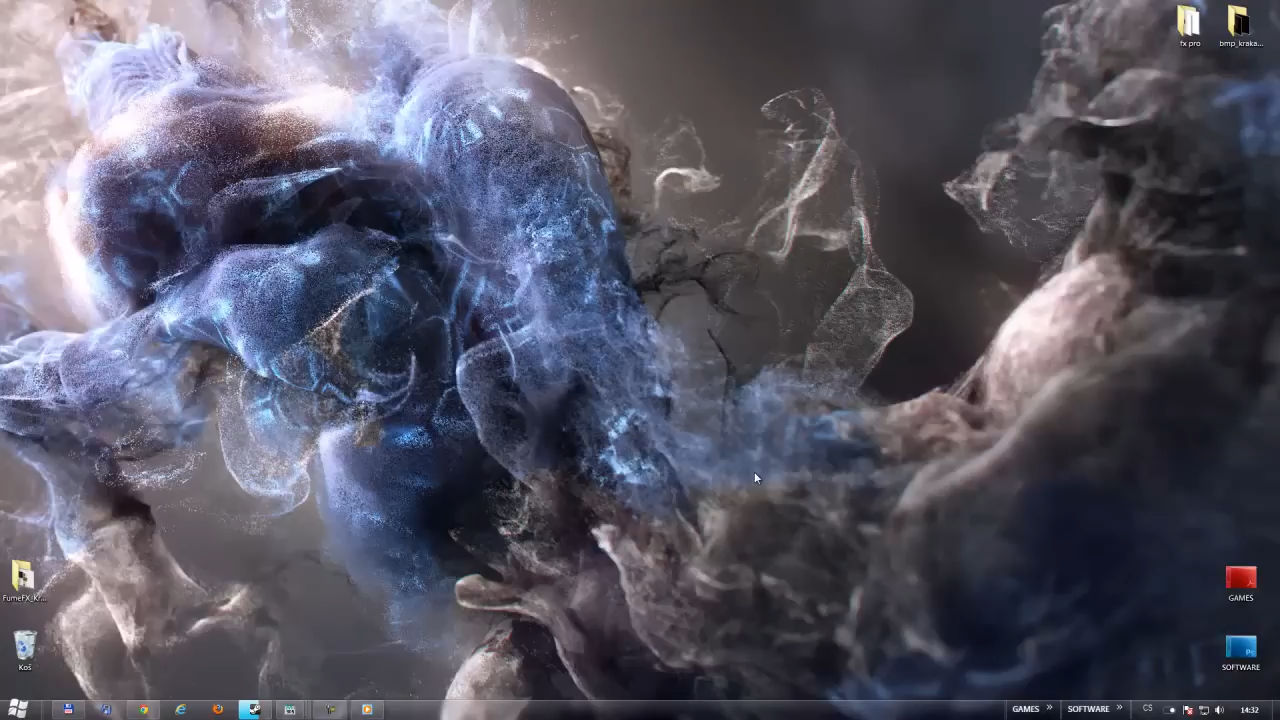 fx pro
bmp_kraka...
FumeFX_Kr...
Koš
GAMES
SOFTWARE
GAMES »
SOFTWARE »
CS
14:32